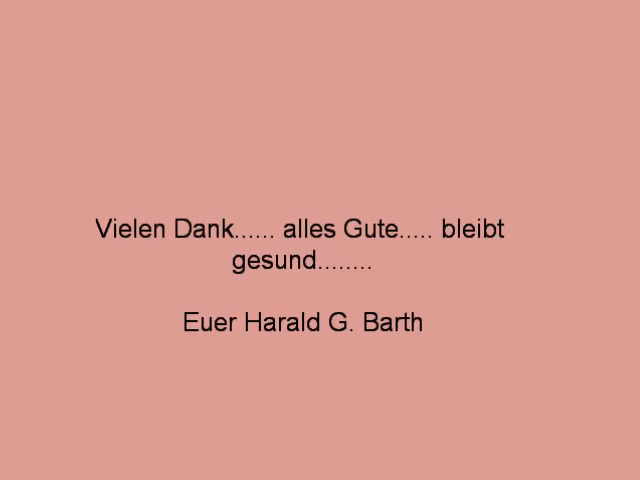 Vielen Dank...... alles Gute..... bleibt
gesund........
Euer Harald G. Barth